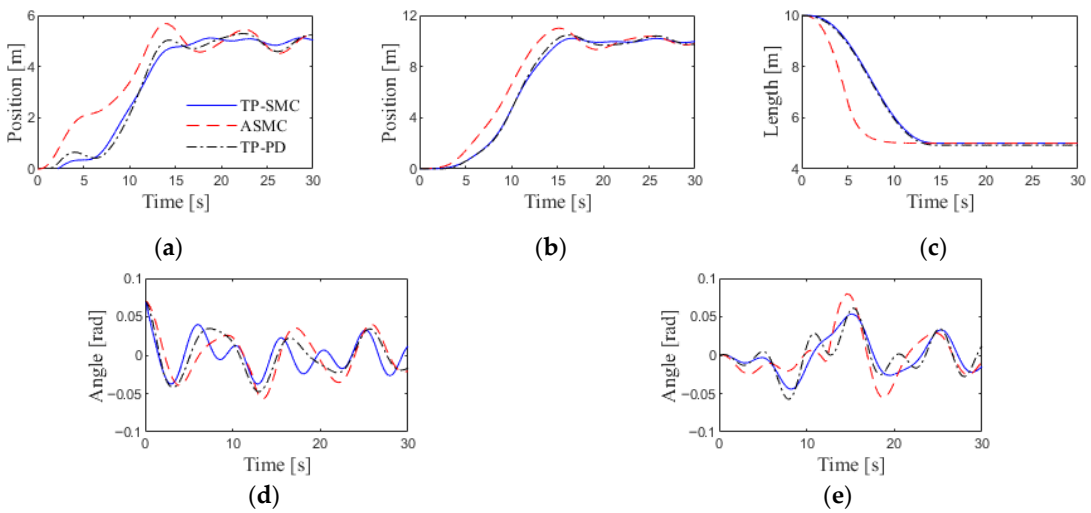 Position [m]
6
4
2
0
0 5 10 15 20 25 30
Time [s]
TP-SMC
ASMC
TP-PD
(a)
Position [m]
12
8
4
0
0 5 10 15 20 25 30
Time [s]
(b)
Length [m]
10
8
6
4
0 5 10 15 20 25 30
Time [s]
(c)
Angle [rad]
0.1
0.05
0
−0.05
−0.1
0 10 20 30
Time [s]
(d)
Angle [rad]
0.1
0.05
0
−0.05
−0.1
0 10 20 30
Time [s]
(e)